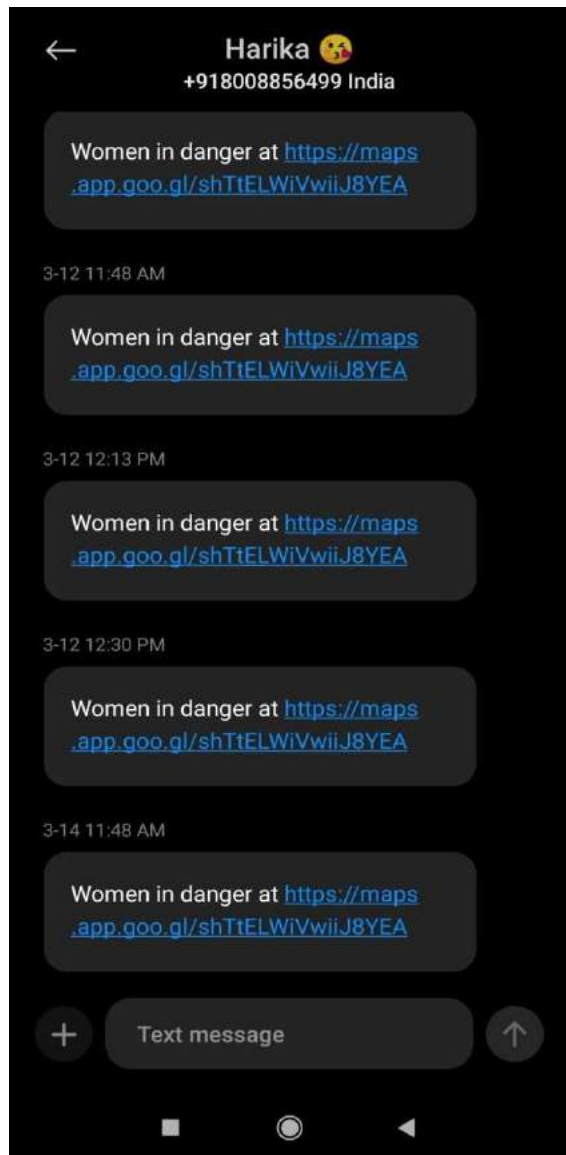 Harika 😘
+918008856499 India
Women in danger at https://maps
.app.goo.gl/shTtELWiVwiiJ8YEA
3-12 11:48 AM
Women in danger at https://maps
.app.goo.gl/shTtELWiVwiiJ8YEA
3-12 12:13 PM
Women in danger at https://maps
.app.goo.gl/shTtELWiVwiiJ8YEA
3-12 12:30 PM
Women in danger at https://maps
.app.goo.gl/shTtELWiVwiiJ8YEA
3-14 11:48 AM
Women in danger at https://maps
.app.goo.gl/shTtELWiVwiiJ8YEA
Text message